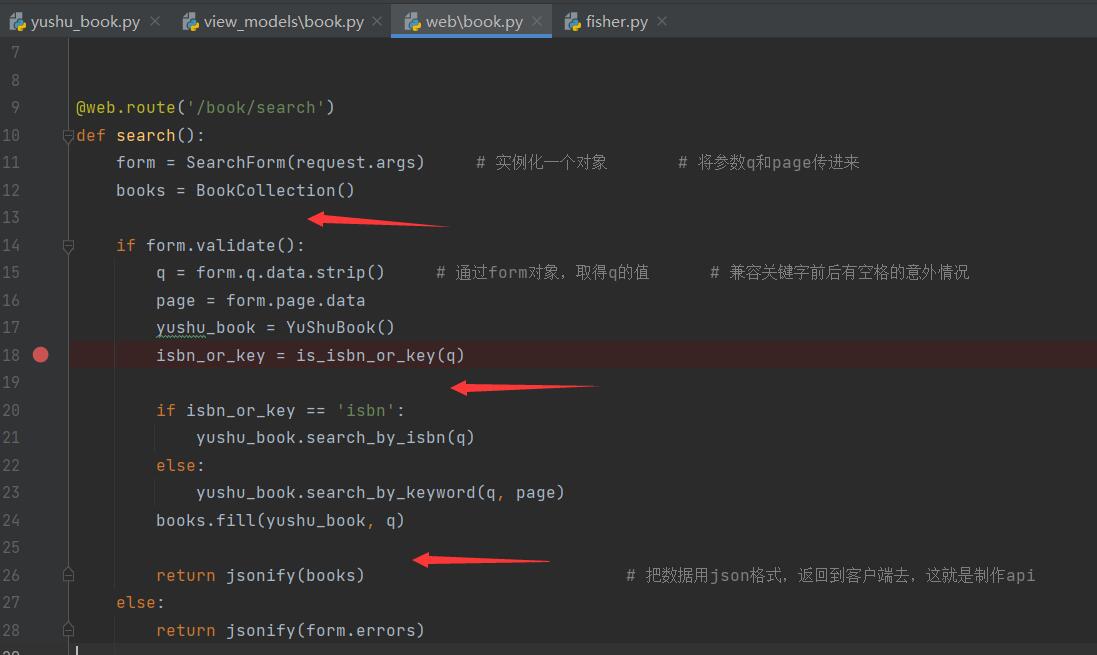 yushu_book.py × view_models\book.py × web\book.py × fisher.py ×
7
8
9 @web.route('/book/search')
10 def search():
11     form = SearchForm(request.args)     # 实例化一个对象       # 将参数q和page传进来
12     books = BookCollection()
13
14     if form.validate():
15         q = form.q.data.strip()     # 通过form对象，取得q的值      # 兼容关键字前后有空格的意外情况
16         page = form.page.data
17         yushu_book = YuShuBook()
18         isbn_or_key = is_isbn_or_key(q)
19
20         if isbn_or_key == 'isbn':
21             yushu_book.search_by_isbn(q)
22         else:
23             yushu_book.search_by_keyword(q, page)
24         books.fill(yushu_book, q)
25
26         return jsonify(books)                          # 把数据用json格式，返回到客户端去，这就是制作api
27     else:
28         return jsonify(form.errors)